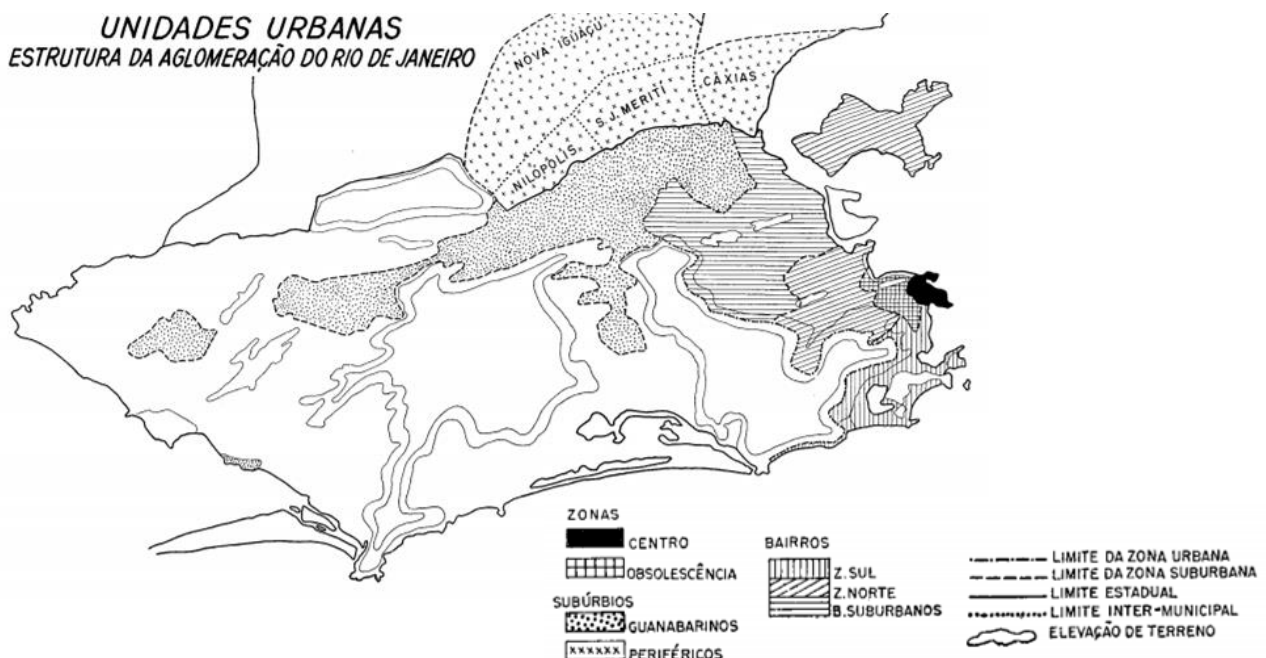 UNIDADES URBANAS
ESTRUTURA DA AGLOMERAÇÃO DO RIO DE JANEIRO
NOVA IGUAÇU
S.J. MERITI
CAXIAS
NILÓPOLIS
ZONAS
CENTRO
OBSOLESCÊNCIA
SUBÚRBIOS
GUANABARINOS
PERIFÉRICOS
BAIRROS
Z. SUL
Z. NORTE
B. SUBURBANOS
LIMITE DA ZONA URBANA
LIMITE DA ZONA SUBURBANA
LIMITE ESTADUAL
LIMITE INTER-MUNICIPAL
ELEVAÇÃO DE TERRENO